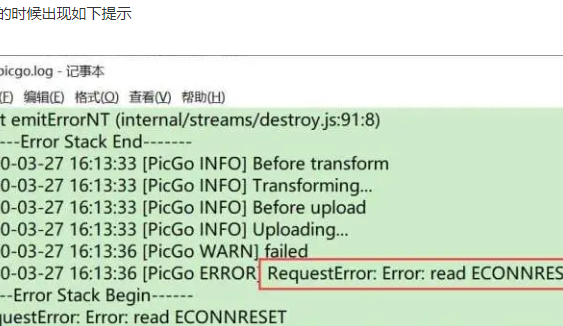 的时候出现如下提示
picgo.log - 记事本
(F) 编辑(E) 格式(O) 查看(V) 帮助(H)
t emitErrorNT (internal/streams/destroy.js:91:8)
----Error Stack End-------
0-03-27 16:13:33 [PicGo INFO] Before transform
0-03-27 16:13:33 [PicGo INFO] Transforming...
0-03-27 16:13:33 [PicGo INFO] Before upload
0-03-27 16:13:33 [PicGo INFO] Uploading...
0-03-27 16:13:36 [PicGo WARN] failed
0-03-27 16:13:36 [PicGo ERROR] RequestError: Error: read ECONNRES
---Error Stack Begin------
questError: Error: read ECONNRESET